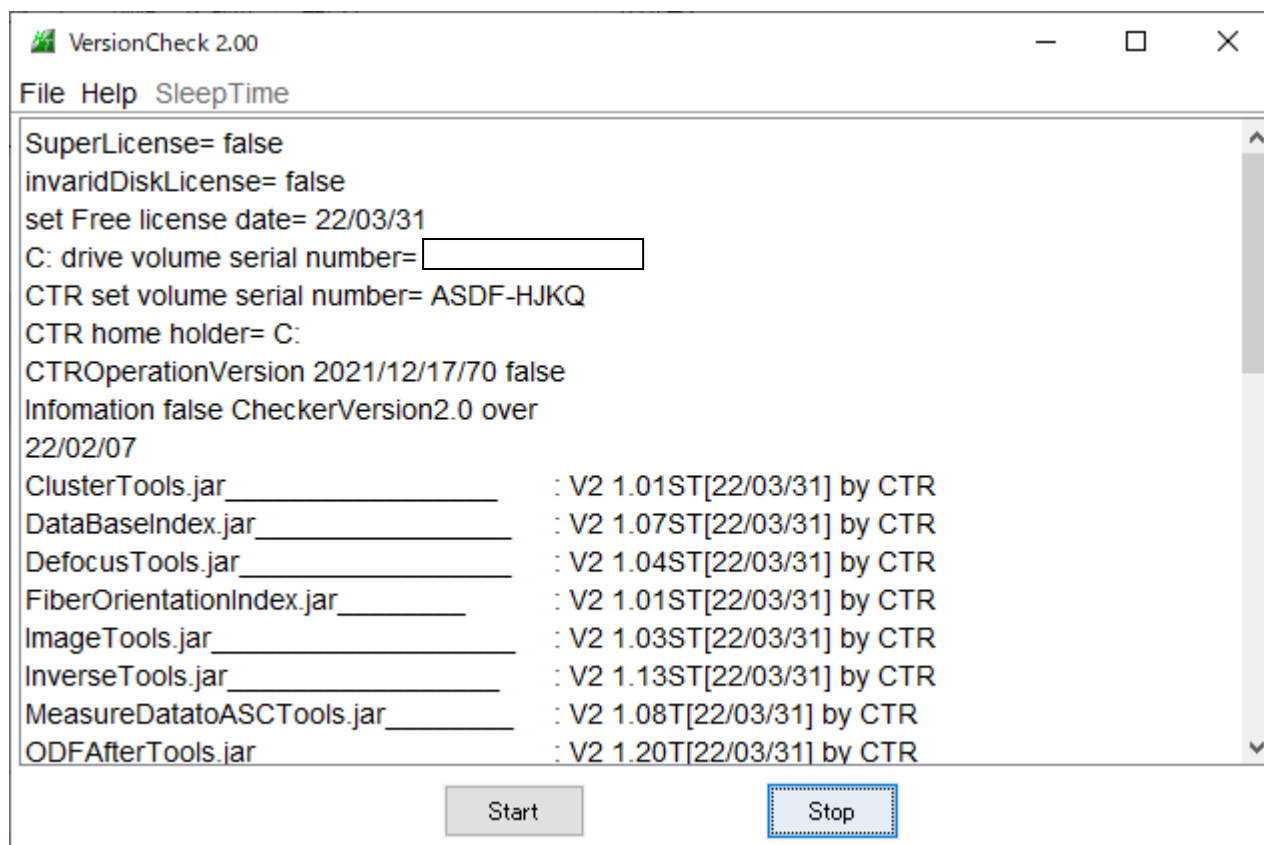 VersionCheck 2.00
File Help SleepTime
SuperLicense= false
invaridDiskLicense= false
set Free license date= 22/03/31
C: drive volume serial number=
CTR set volume serial number= ASDF-HJKQ
CTR home holder= C:
CTROperationVersion 2021/12/17/70 false
Infomation false CheckerVersion2.0 over
22/02/07
ClusterTools.jar_________________ : V2 1.01ST[22/03/31] by CTR
DataBaseIndex.jar________________ : V2 1.07ST[22/03/31] by CTR
DefocusTools.jar_________________ : V2 1.04ST[22/03/31] by CTR
FiberOrientationIndex.jar________ : V2 1.01ST[22/03/31] by CTR
ImageTools.jar___________________ : V2 1.03ST[22/03/31] by CTR
InverseTools.jar_________________ : V2 1.13ST[22/03/31] by CTR
MeasureDatatoASCTools.jar________ : V2 1.08T[22/03/31] by CTR
ODFAfterTools.jar : V2 1.20T[22/03/31] by CTR
Start Stop